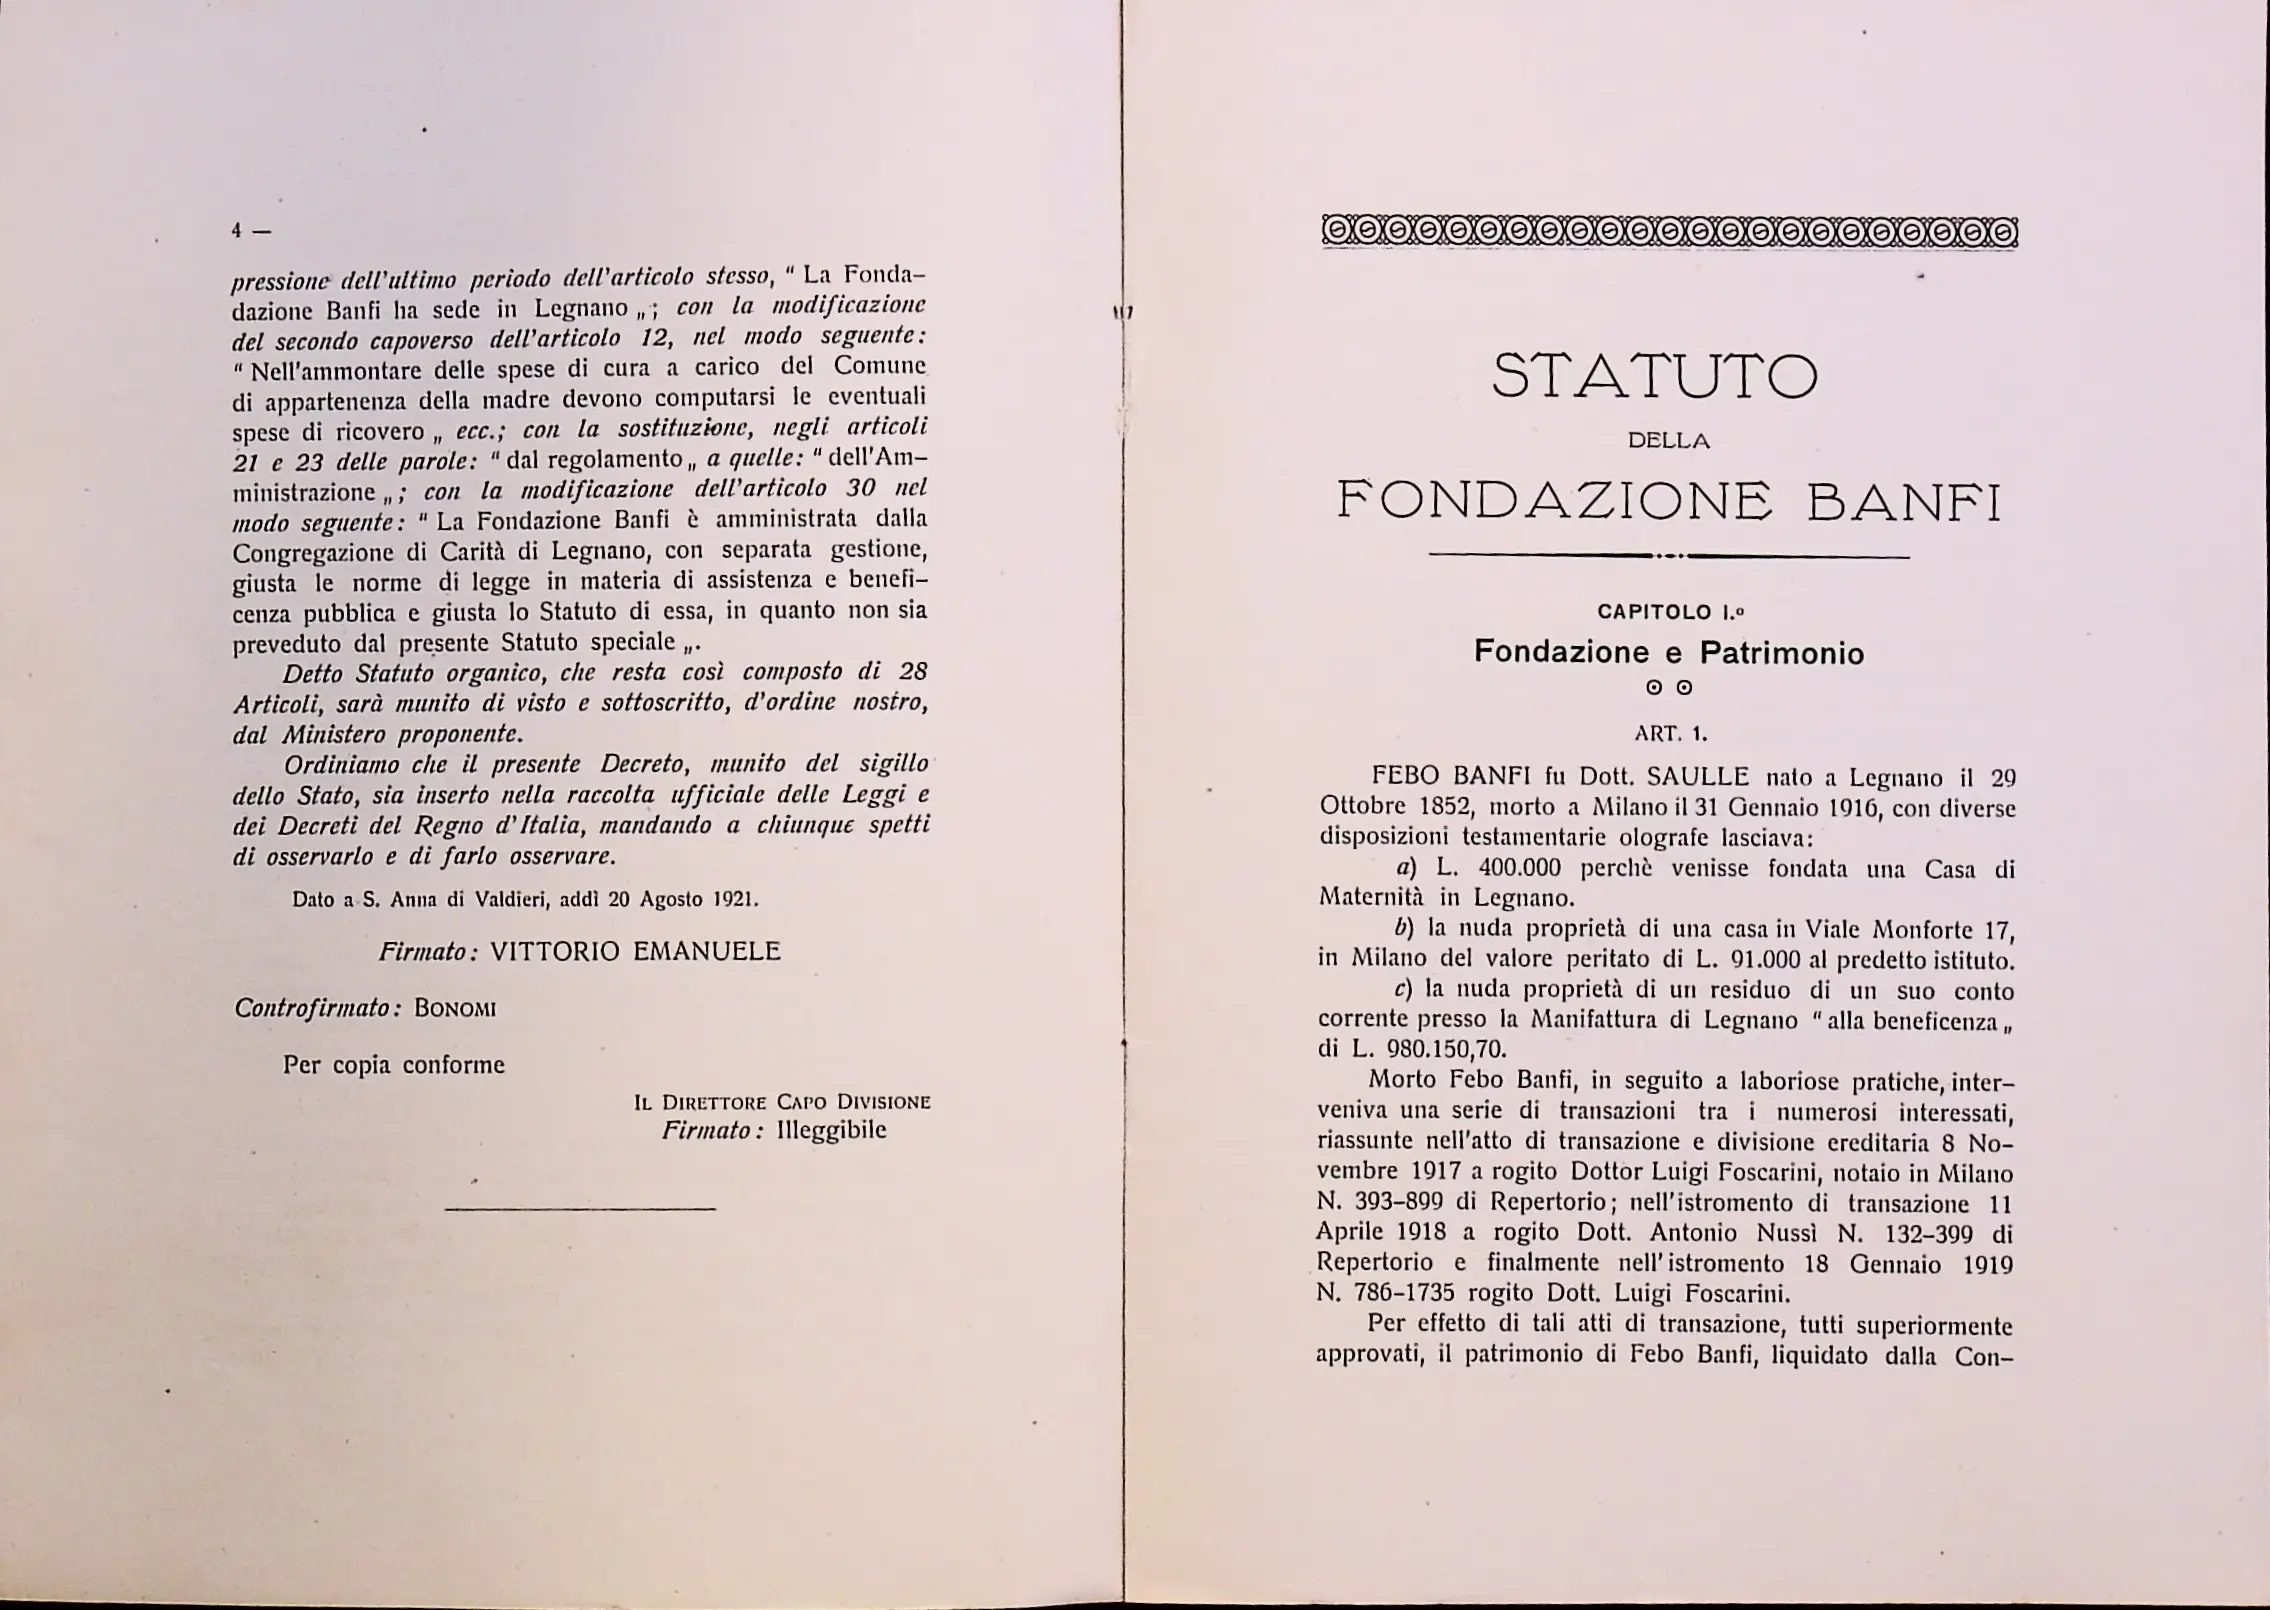 4 —
pressione dell'ultimo periodo dell'articolo stesso, " La Fonda-
dazione Banfi ha sede in Legnano „; con la modificazione
del secondo capoverso dell'articolo 12, nel modo seguente:
" Nell'ammontare delle spese di cura a carico del Comune
di appartenenza della madre devono computarsi le eventuali
spese di ricovero „ ecc.; con la sostituzione, negli articoli
21 e 23 delle parole: " dal regolamento „ a quelle: " dell'Am-
ministrazione „; con la modificazione dell'articolo 30 nel
modo seguente: " La Fondazione Banfi è amministrata dalla
Congregazione di Carità di Legnano, con separata gestione,
giusta le norme di legge in materia di assistenza e benefi-
cenza pubblica e giusta lo Statuto di essa, in quanto non sia
preveduto dal presente Statuto speciale „.
Detto Statuto organico, che resta così composto di 28
Articoli, sarà munito di visto e sottoscritto, d'ordine nostro,
dal Ministero proponente.
Ordiniamo che il presente Decreto, munito del sigillo
dello Stato, sia inserto nella raccolta ufficiale delle Leggi e
dei Decreti del Regno d'Italia, mandando a chiunque spetti
di osservarlo e di farlo osservare.
Dato a S. Anna di Valdieri, addì 20 Agosto 1921.
Firmato: VITTORIO EMANUELE
Controfirmato: BONOMI
Per copia conforme
IL DIRETTORE CAPO DIVISIONE
Firmato: Illeggibile
STATUTO
DELLA
FONDAZIONE BANFI
CAPITOLO I.º
Fondazione e Patrimonio
ART. 1.
FEBO BANFI fu Dott. SAULLE nato a Legnano il 29
Ottobre 1852, morto a Milano il 31 Gennaio 1916, con diverse
disposizioni testamentarie olografe lasciava:
a) L. 400.000 perchè venisse fondata una Casa di
Maternità in Legnano.
b) la nuda proprietà di una casa in Viale Monforte 17,
in Milano del valore peritato di L. 91.000 al predetto istituto.
c) la nuda proprietà di un residuo di un suo conto
corrente presso la Manifattura di Legnano " alla beneficenza „
di L. 980.150,70.
Morto Febo Banfi, in seguito a laboriose pratiche, inter-
veniva una serie di transazioni tra i numerosi interessati,
riassunte nell'atto di transazione e divisione ereditaria 8 No-
vembre 1917 a rogito Dottor Luigi Foscarini, notaio in Milano
N. 393-899 di Repertorio; nell'istromento di transazione 11
Aprile 1918 a rogito Dott. Antonio Nussì N. 132-399 di
Repertorio e finalmente nell'istromento 18 Gennaio 1919
N. 786-1735 rogito Dott. Luigi Foscarini.
Per effetto di tali atti di transazione, tutti superiormente
approvati, il patrimonio di Febo Banfi, liquidato dalla Con-